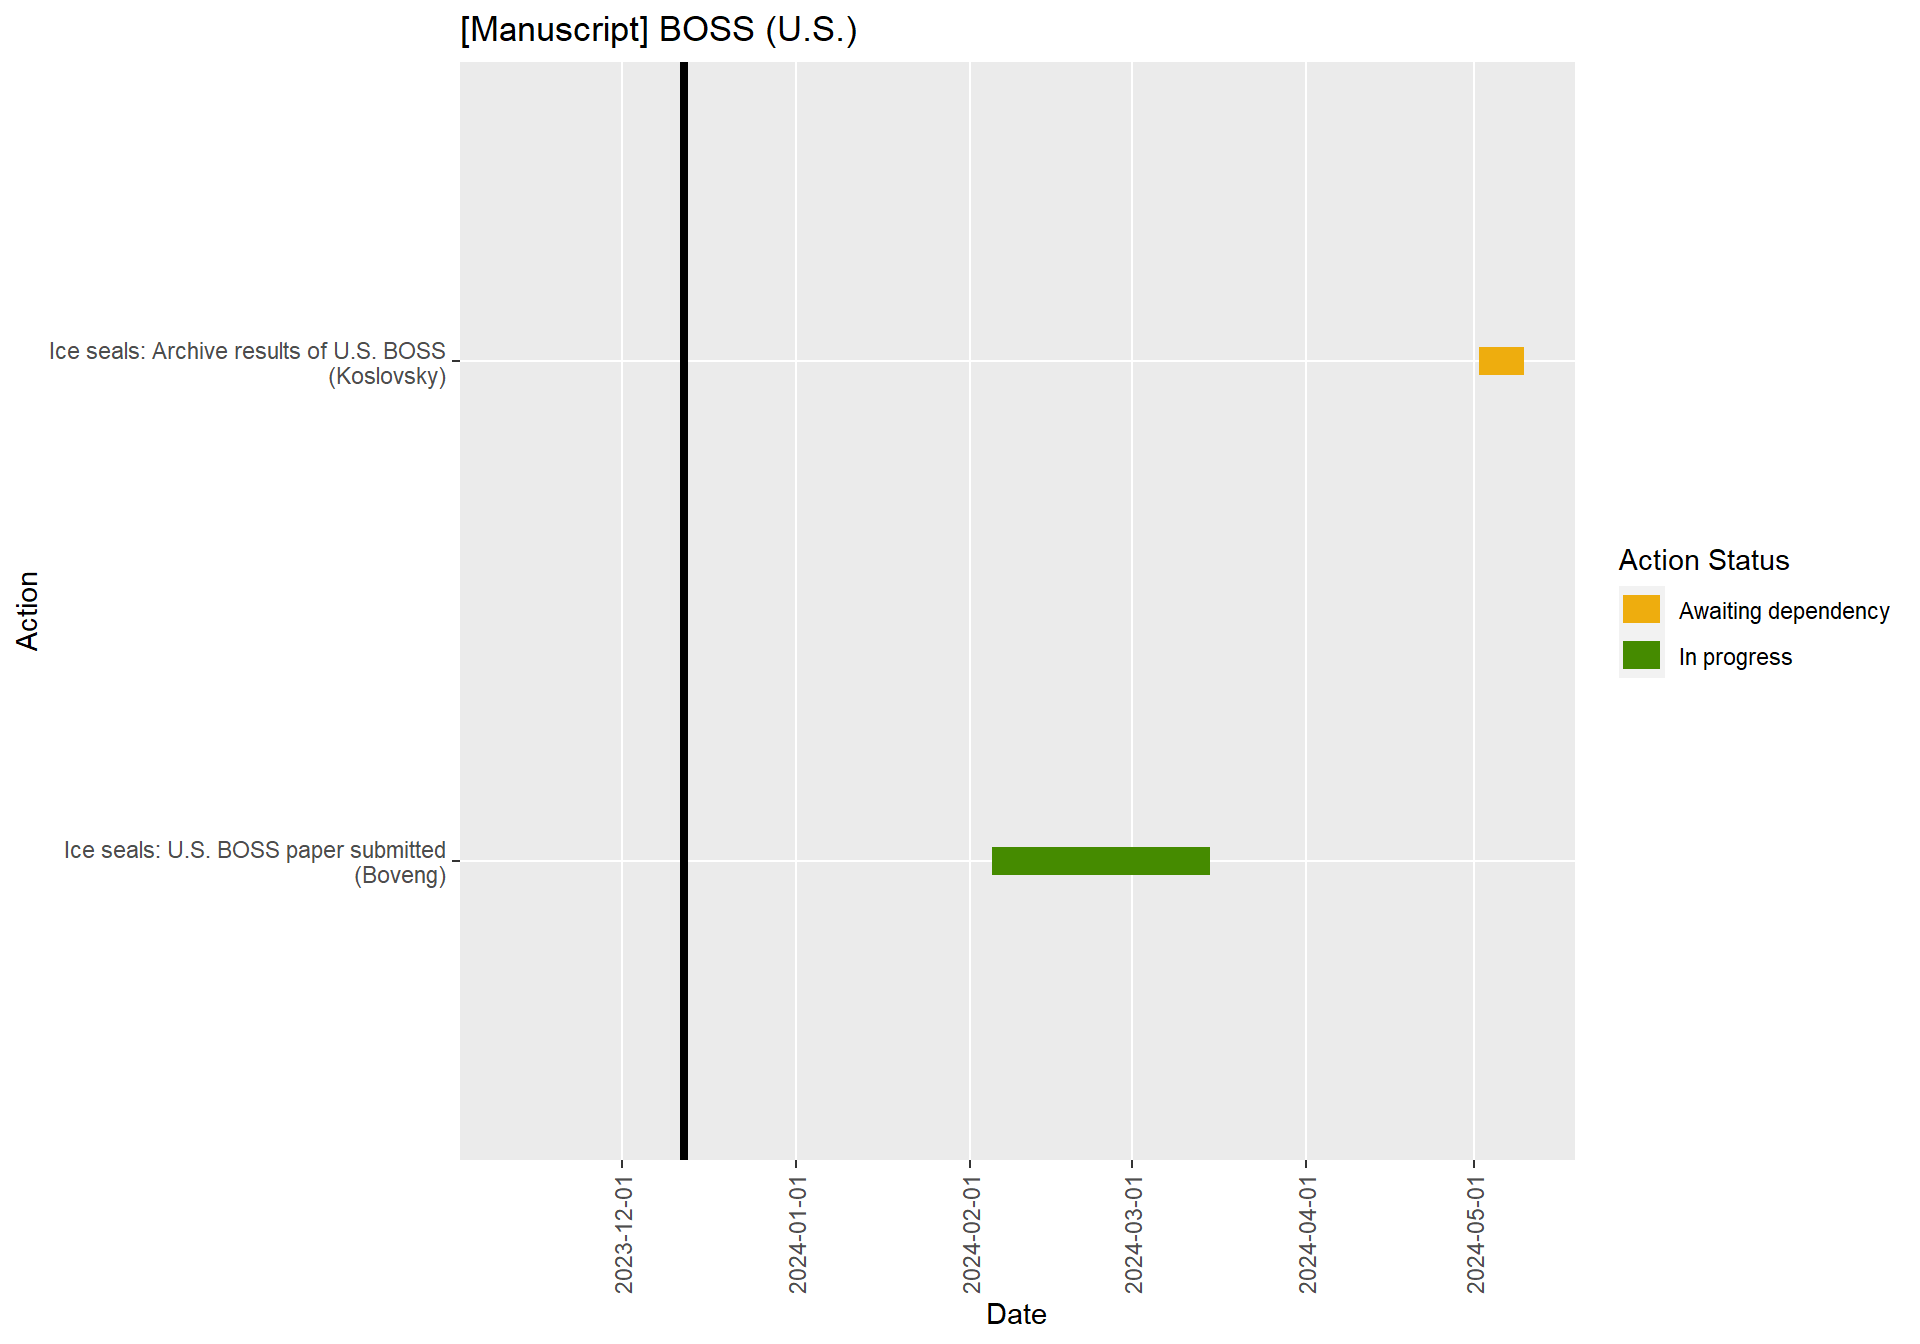 [Manuscript] BOSS (U.S.)
Ice seals: Archive results of U.S. BOSS
(Koslovsky)
Ice seals: U.S. BOSS paper submitted
(Boveng)
Action
2023-12-01
2024-01-01
2024-02-01
2024-03-01
2024-04-01
2024-05-01
Date
Action Status
Awaiting dependency
In progress